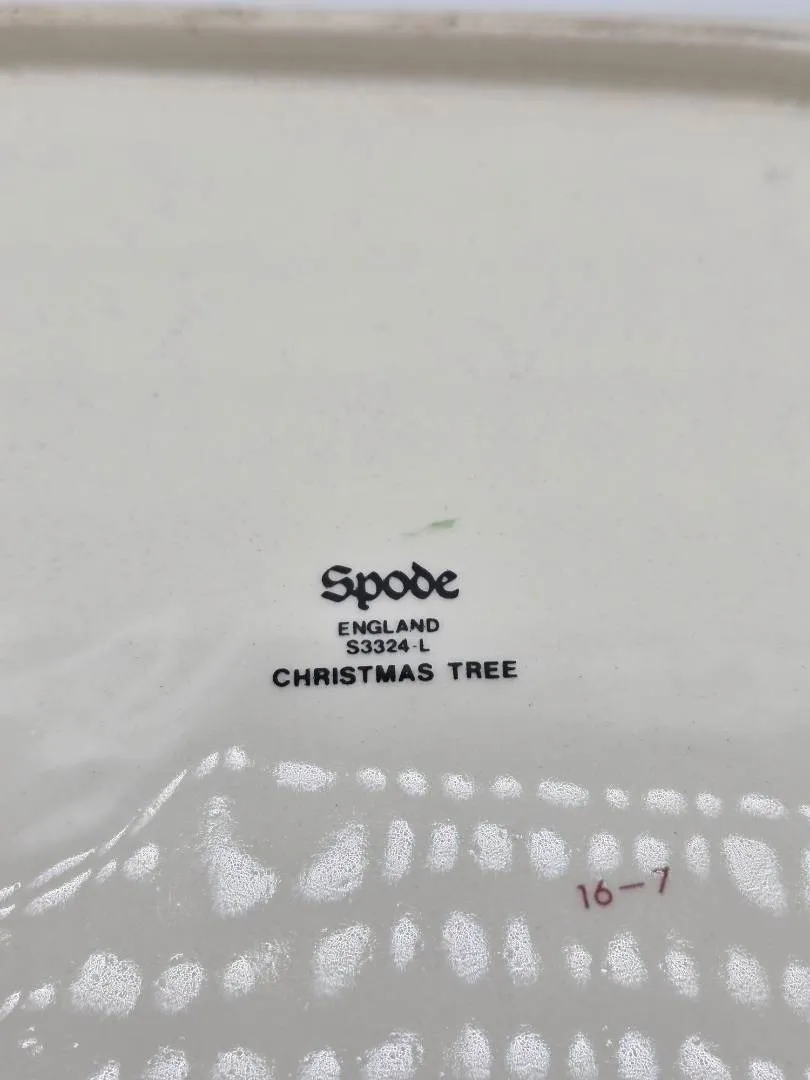 Spode
ENGLAND
S3324-L
CHRISTMAS TREE
16-7